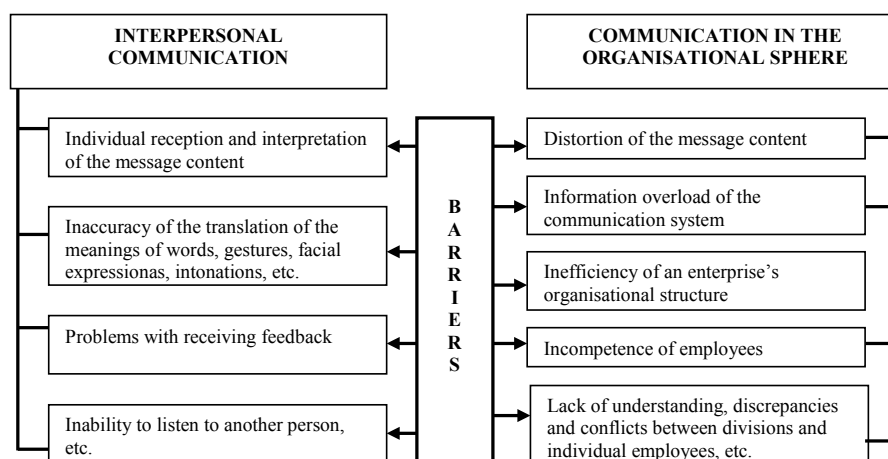 INTERPERSONAL
COMMUNICATION
Individual reception and interpretation
of the message content
Inaccuracy of the translation of the
meanings of words, gestures, facial
expressionas, intonations, etc.
Problems with receiving feedback
Inability to listen to another person,
etc.
B
A
R
R
I
E
R
S
COMMUNICATION IN THE
ORGANISATIONAL SPHERE
Distortion of the message content
Information overload of the
communication system
Inefficiency of an enterprise’s
organisational structure
Incompetence of employees
Lack of understanding, discrepancies
and conflicts between divisions and
individual employees, etc.